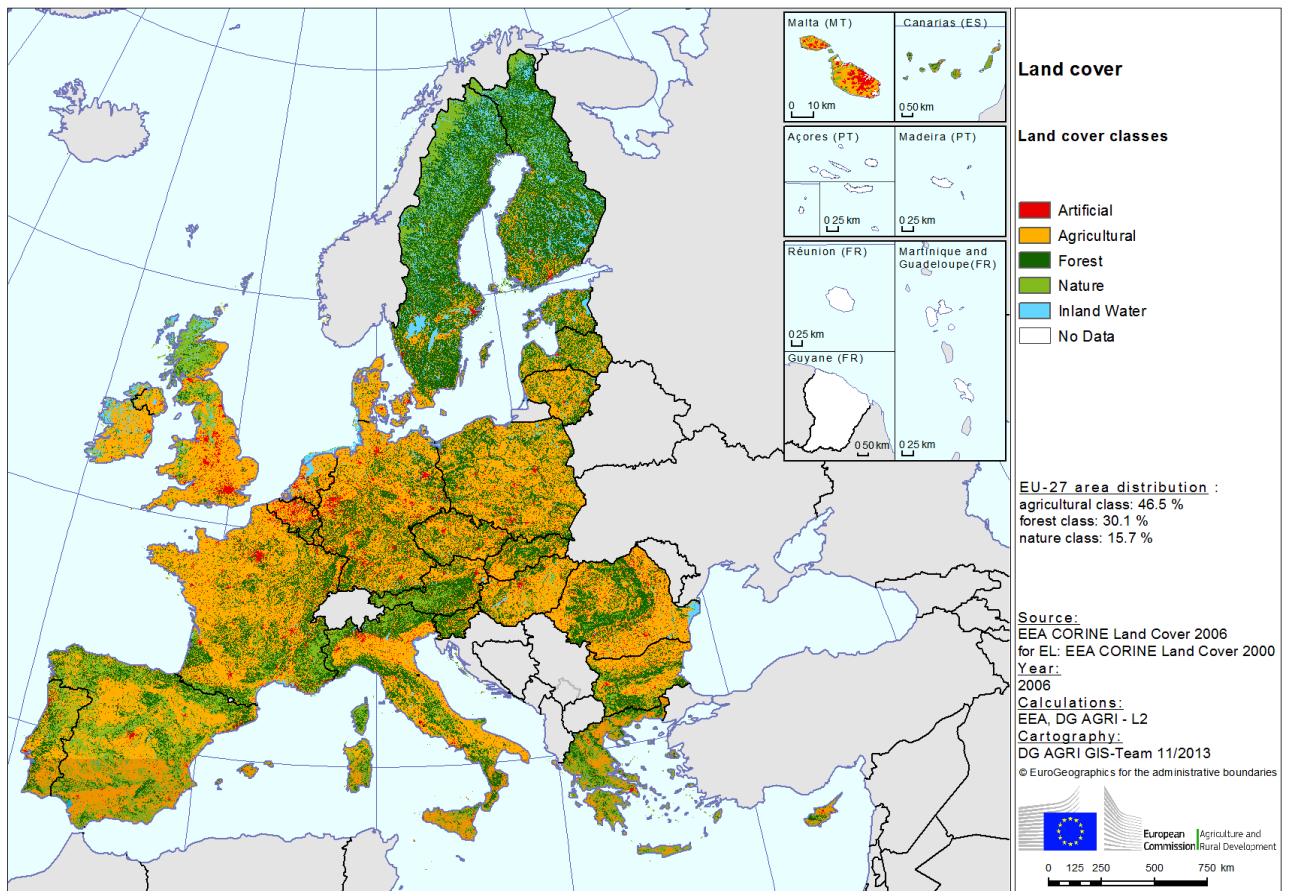 Malta (MT)
0 10 km
Canarias (ES)
0 50 km
Açores (PT)
0 25 km
Madeira (PT)
0 25 km
Réunion (FR)
0 25 km
Martinique and
Guadeloupe(FR)
0 25 km
Guyane (FR)
0 50 km
Land cover
Land cover classes
Artificial
Agricultural
Forest
Nature
Inland Water
No Data
EU-27 area distribution :
agricultural class: 46.5 %
forest class: 30.1 %
nature class: 15.7 %
Source:
EEA CORINE Land Cover 2006
for EL: EEA CORINE Land Cover 2000
Year:
2006
Calculations:
EEA, DG AGRI - L2
Cartography:
DG AGRI GIS-Team 11/2013
© EuroGeographics for the administrative boundaries
European
Commission
Agriculture and
Rural Development
0 125 250 500 750 km